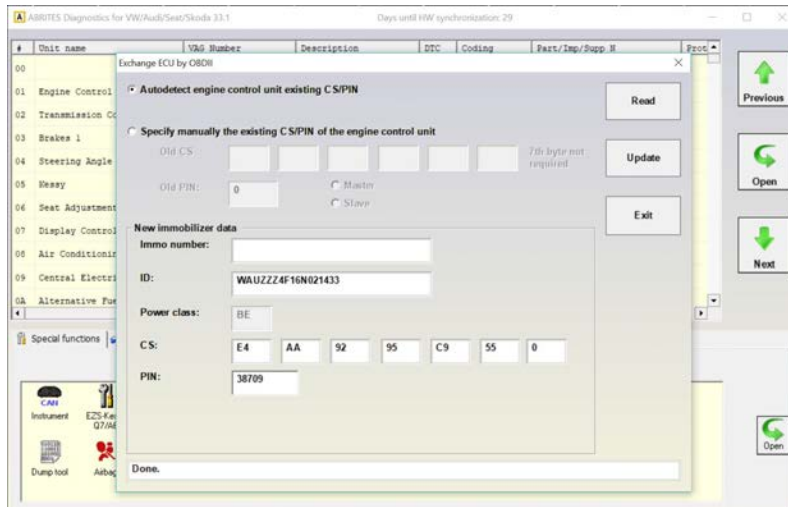 ABRITES Diagnostics for VW/Audi/Seat/Skoda 33.1
Days until HW synchronization: 29
# Unit name VAG Number Description DTC Coding Part/Imp/Supp N Prot
00
01 Engine Control
02 Transmission Co
03 Brakes 1
04 Steering Angle
05 Kessy
06 Seat Adjustment
07 Display Control
08 Air Conditionin
09 Central Electri
0A Alternative Fue
Previous
Open
Next
Exchange ECU by OBDII
Autodetect engine control unit existing CS/PIN
Read
Specify manually the existing CS/PIN of the engine control unit
Old CS
7th byte not
required
Update
Old PIN: 0
Master
Slave
Exit
New immobilizer data
Immo number:
ID: WAUZZZ4F16N021433
Power class: BE
CS: E4 AA 92 95 C9 55 0
PIN: 38709
Done.
Special functions
CAN
Instrument
EZS-Ke
Q7/A6
Dump tool
Airbag
Open